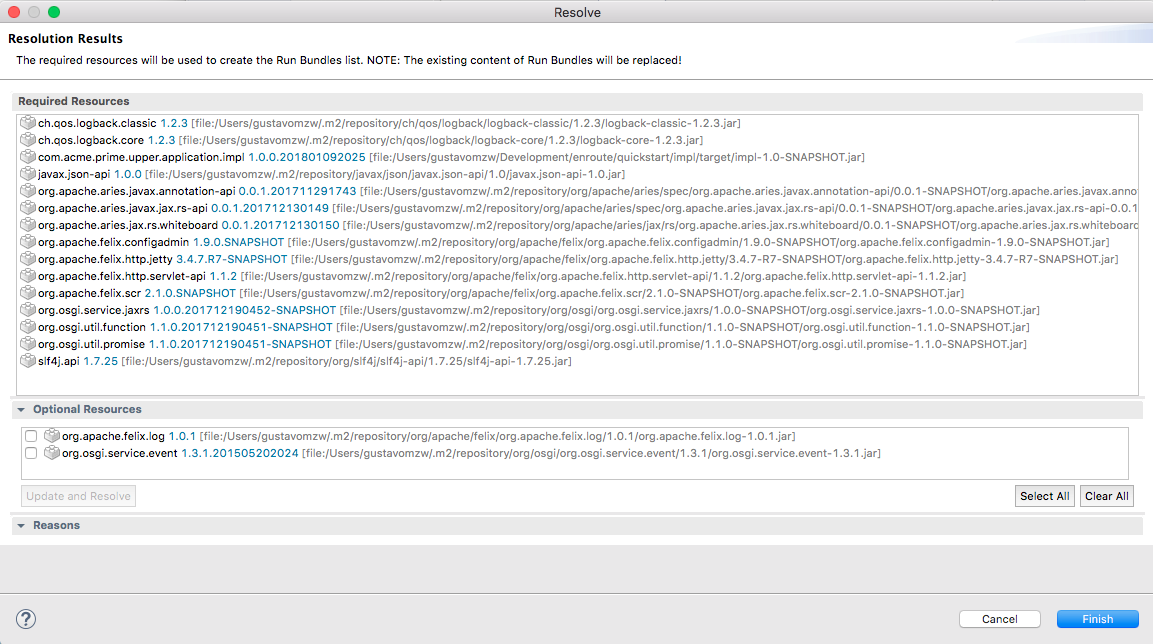 Resolve
Resolution Results
The required resources will be used to create the Run Bundles list. NOTE: The existing content of Run Bundles will be replaced!
Required Resources
ch.qos.logback.classic 1.2.3 [file:/Users/gustavomzw/.m2/repository/ch/qos/logback/logback-classic/1.2.3/logback-classic-1.2.3.jar]
ch.qos.logback.core 1.2.3 [file:/Users/gustavomzw/.m2/repository/ch/qos/logback/logback-core/1.2.3/logback-core-1.2.3.jar]
com.acme.prime.upper.application.impl 1.0.0.201801092025 [file:/Users/gustavomzw/Development/enroute/quickstart/impl/target/impl-1.0-SNAPSHOT.jar]
javax.json-api 1.0.0 [file:/Users/gustavomzw/.m2/repository/javax/json/javax.json-api/1.0/javax.json-api-1.0.jar]
org.apache.aries.javax.annotation-api 0.0.1.201711291743 [file:/Users/gustavomzw/.m2/repository/org/apache/aries/spec/org.apache.aries.javax.annotation-api/0.0.1-SNAPSHOT/org.apache.aries.javax.anno
org.apache.aries.javax.jax.rs-api 0.0.1.201712130149 [file:/Users/gustavomzw/.m2/repository/org/apache/aries/spec/org.apache.aries.javax.jax.rs-api/0.0.1-SNAPSHOT/org.apache.aries.javax.jax.rs-api-0.0.1
org.apache.aries.jax.rs.whiteboard 0.0.1.201712130150 [file:/Users/gustavomzw/.m2/repository/org/apache/aries/jax/rs/org.apache.aries.jax.rs.whiteboard/0.0.1-SNAPSHOT/org.apache.aries.jax.rs.whiteboard
org.apache.felix.configadmin 1.9.0.SNAPSHOT [file:/Users/gustavomzw/.m2/repository/org/apache/felix/org.apache.felix.configadmin/1.9.0-SNAPSHOT/org.apache.felix.configadmin-1.9.0-SNAPSHOT.jar]
org.apache.felix.http.jetty 3.4.7.R7-SNAPSHOT [file:/Users/gustavomzw/.m2/repository/org/apache/felix/org.apache.felix.http.jetty/3.4.7-R7-SNAPSHOT/org.apache.felix.http.jetty-3.4.7-R7-SNAPSHOT.jar]
org.apache.felix.http.servlet-api 1.1.2 [file:/Users/gustavomzw/.m2/repository/org/apache/felix/org.apache.felix.http.servlet-api/1.1.2/org.apache.felix.http.servlet-api-1.1.2.jar]
org.apache.felix.scr 2.1.0.SNAPSHOT [file:/Users/gustavomzw/.m2/repository/org/apache/felix/org.apache.felix.scr/2.1.0-SNAPSHOT/org.apache.felix.scr-2.1.0-SNAPSHOT.jar]
org.osgi.service.jaxrs 1.0.0.201712190452-SNAPSHOT [file:/Users/gustavomzw/.m2/repository/org/osgi/org.osgi.service.jaxrs/1.0.0-SNAPSHOT/org.osgi.service.jaxrs-1.0.0-SNAPSHOT.jar]
org.osgi.util.function 1.1.0.201712190451-SNAPSHOT [file:/Users/gustavomzw/.m2/repository/org/osgi/org.osgi.util.function/1.1.0-SNAPSHOT/org.osgi.util.function-1.1.0-SNAPSHOT.jar]
org.osgi.util.promise 1.1.0.201712190451-SNAPSHOT [file:/Users/gustavomzw/.m2/repository/org/osgi/org.osgi.util.promise/1.1.0-SNAPSHOT/org.osgi.util.promise-1.1.0-SNAPSHOT.jar]
slf4j.api 1.7.25 [file:/Users/gustavomzw/.m2/repository/org/slf4j/slf4j-api/1.7.25/slf4j-api-1.7.25.jar]
Optional Resources
org.apache.felix.log 1.0.1 [file:/Users/gustavomzw/.m2/repository/org/apache/felix/org.apache.felix.log/1.0.1/org.apache.felix.log-1.0.1.jar]
org.osgi.service.event 1.3.1.201505202024 [file:/Users/gustavomzw/.m2/repository/org/osgi/org.osgi.service.event/1.3.1/org.osgi.service.event-1.3.1.jar]
Update and Resolve Select All Clear All
Reasons
? Cancel Finish